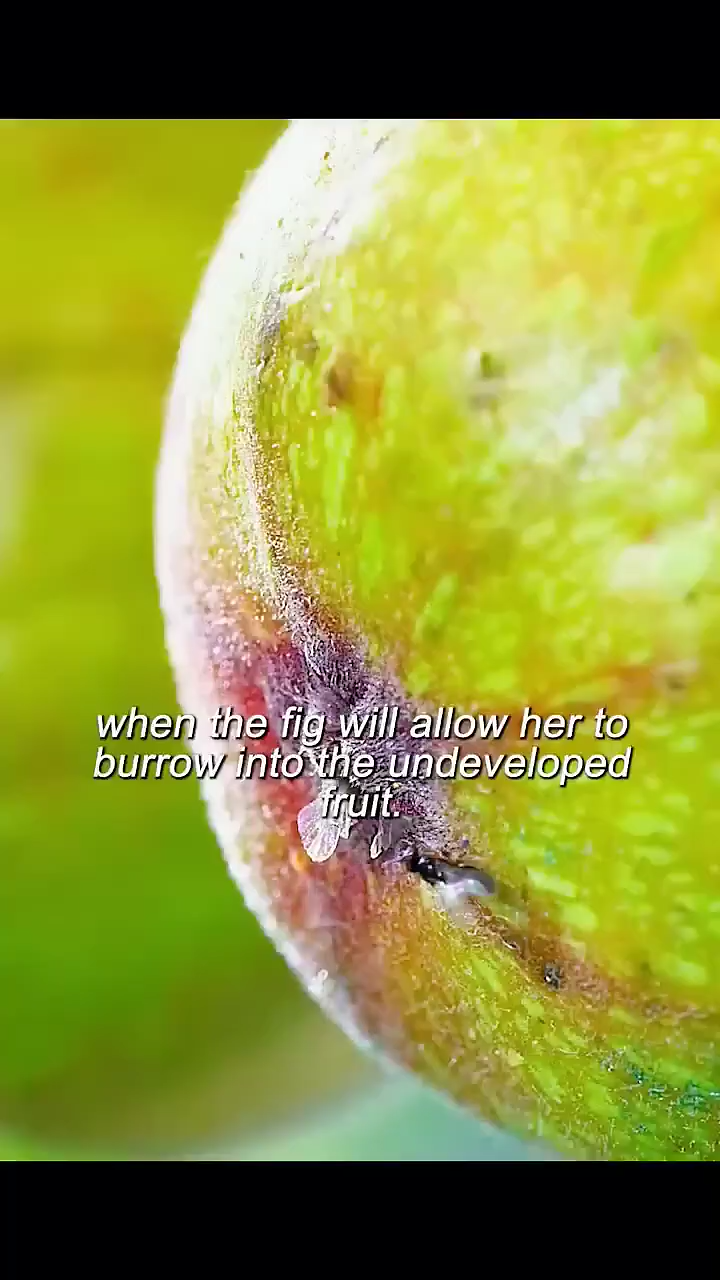 when the fig will allow her to
burrow into the undeveloped
fruit.